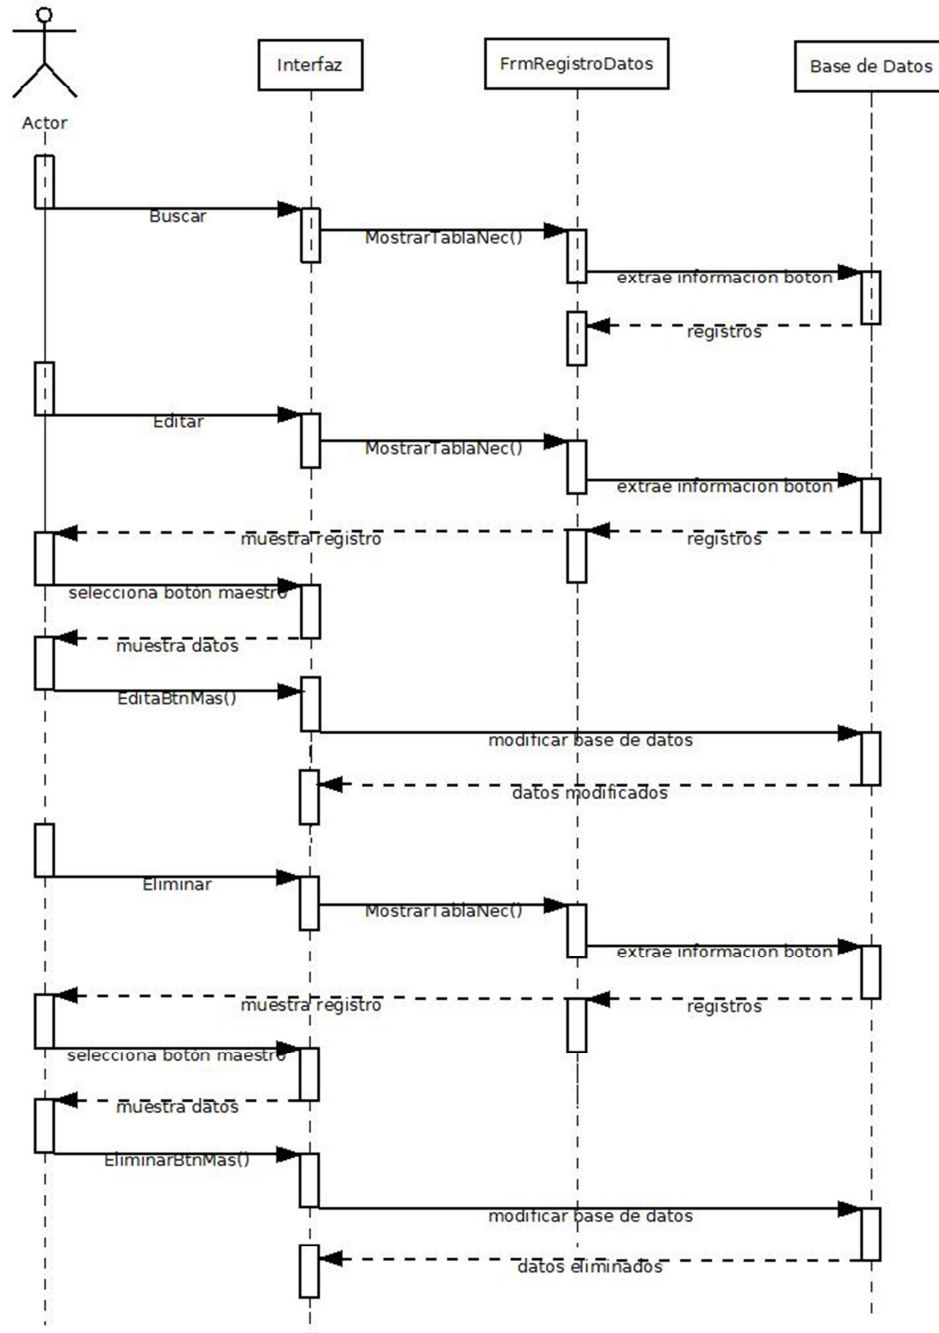 Interfaz
FrmRegistroDatos
Base de Datos
Actor
Buscar
MostrarTablaNec()
extrae informacion boton
registros
Editar
MostrarTablaNec()
extrae informacion boton
muestra registro
registros
selecciona botón maestro
muestra datos
EditaBtnMas()
modificar base de datos
datos modificados
Eliminar
MostrarTablaNec()
extrae informacion boton
muestra registro
registros
selecciona botón maestro
muestra datos
EliminarBtnMas()
modificar base de datos
datos eliminados